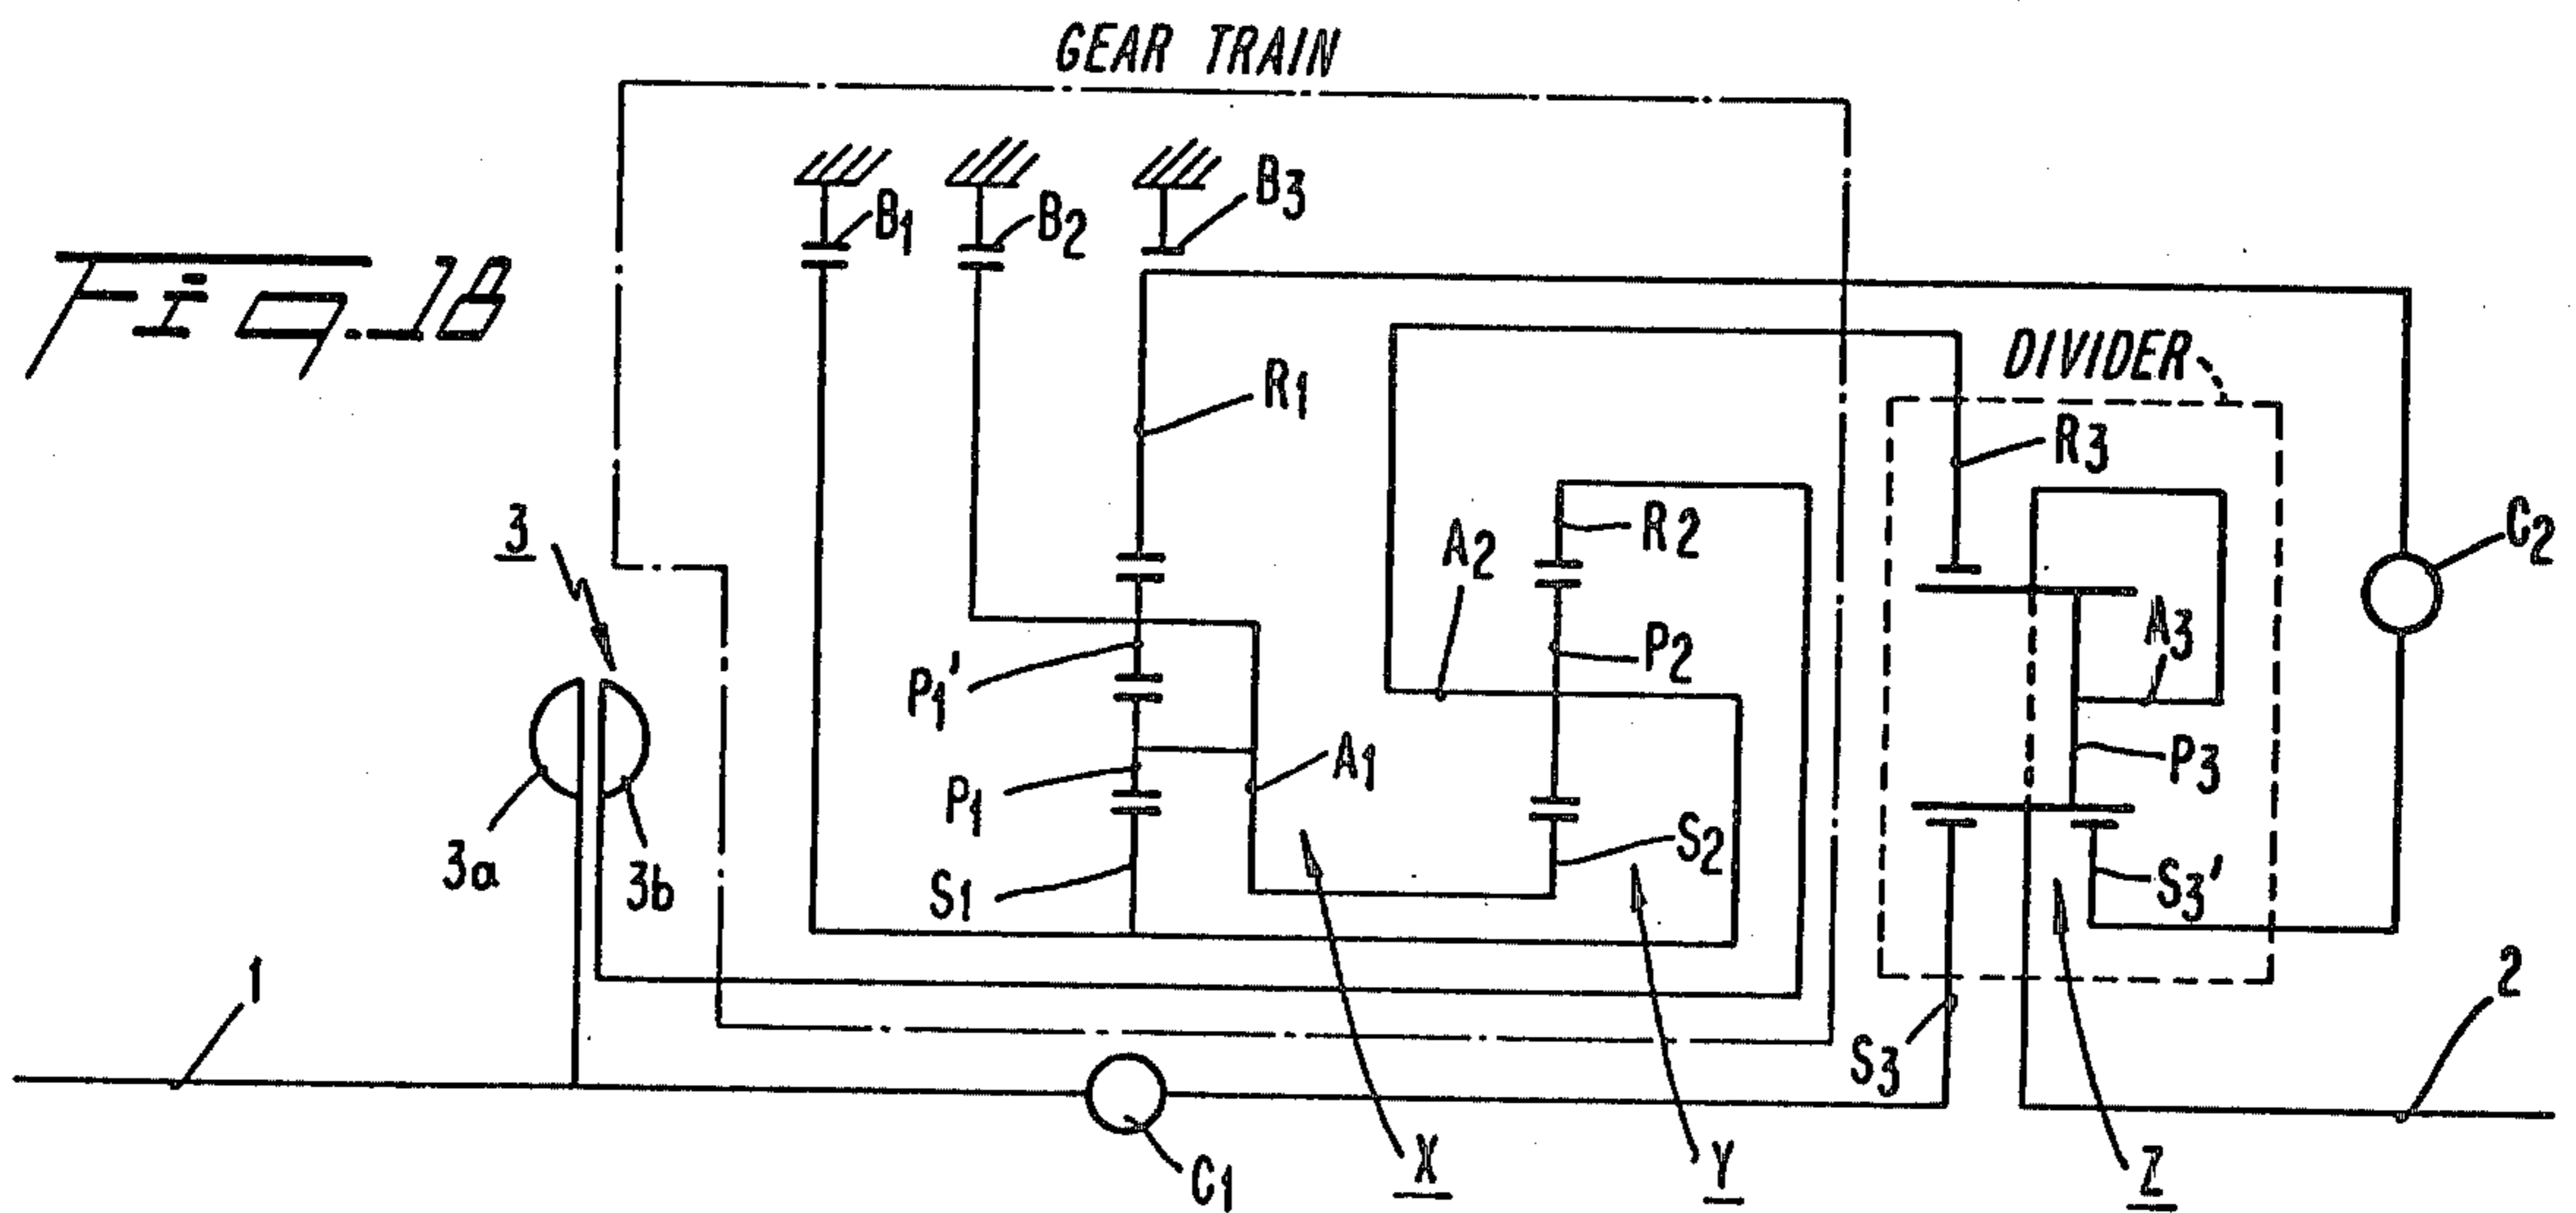 GEAR TRAIN
B1
B2
B3
Fig. 18
R1
DIVIDER
R3
3
A2
R2
C2
P1'
P2
A3
P1
A1
P3
3a
3b
S1
S2
S3'
1
2
S3
C1
X
Y
Z